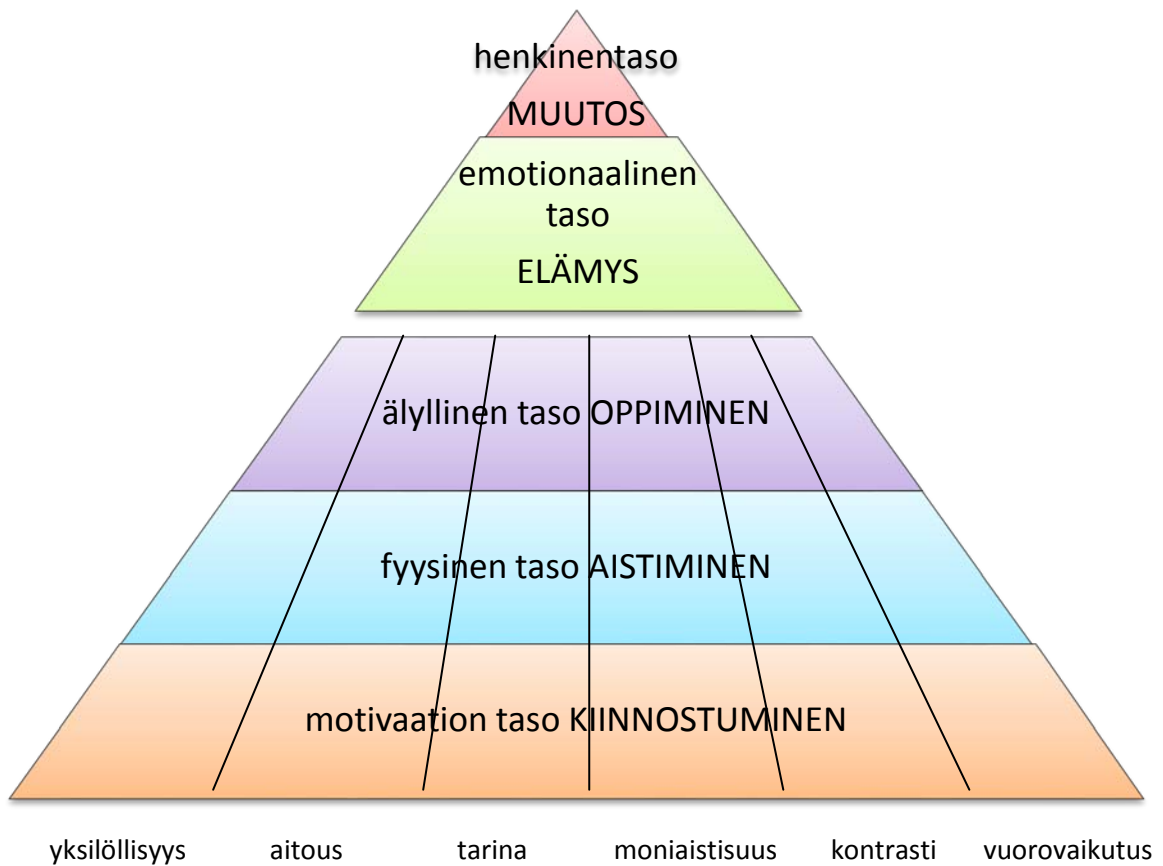 henkinentaso
MUUTOS
emotionaalinen
taso
ELÄMYS
älyllinen taso OPPIMINEN
fyysinen taso AISTIMINEN
motivaation taso KIINNOSTUMINEN
yksilöllisyys aitous tarina moniaistisuus kontrasti vuorovaikutus